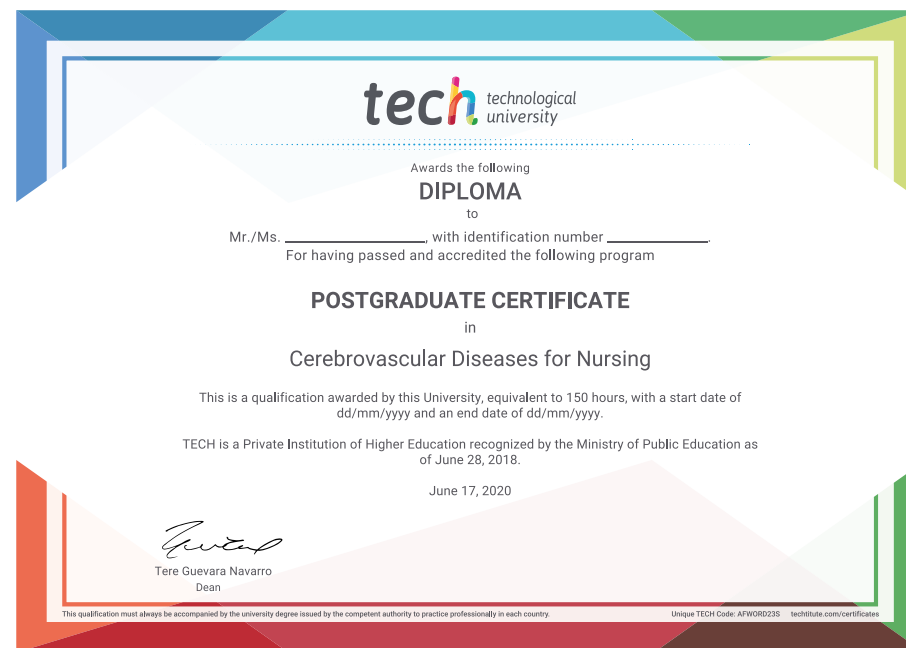 tech technological
university
Awards the following
DIPLOMA
to
Mr./Ms. ____________________, with identification number ______________.
For having passed and accredited the following program
POSTGRADUATE CERTIFICATE
in
Cerebrovascular Diseases for Nursing
This is a qualification awarded by this University, equivalent to 150 hours, with a start date of
dd/mm/yyyy and an end date of dd/mm/yyyy.
TECH is a Private Institution of Higher Education recognized by the Ministry of Public Education as
of June 28, 2018.
June 17, 2020
Tere Guevara Navarro
Dean
This qualification must always be accompanied by the university degree issued by the competent authority to practice professionally in each country. Unique TECH Code: AFWORD23S techtitute.com/certificates